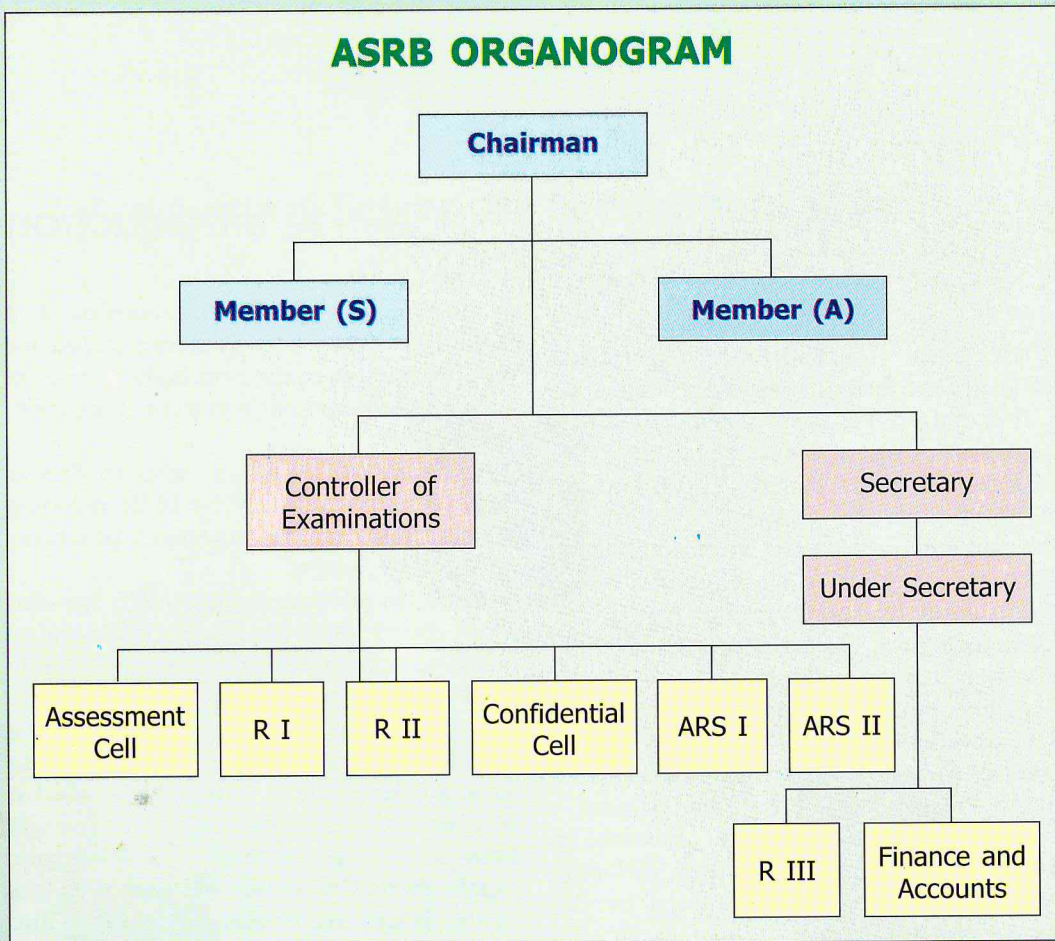 ASRB ORGANOGRAM
Chairman
Member (S)
Member (A)
Controller of
Examinations
Secretary
Under Secretary
Assessment
Cell
R I
R II
Confidential
Cell
ARS I
ARS II
R III
Finance and
Accounts